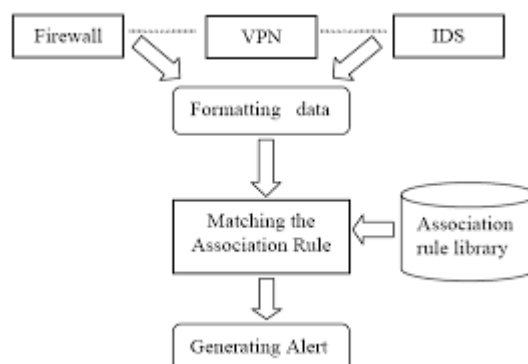 Firewall
VPN
IDS
Formatting data
Matching the
Association Rule
Association
rule library
Generating Alert